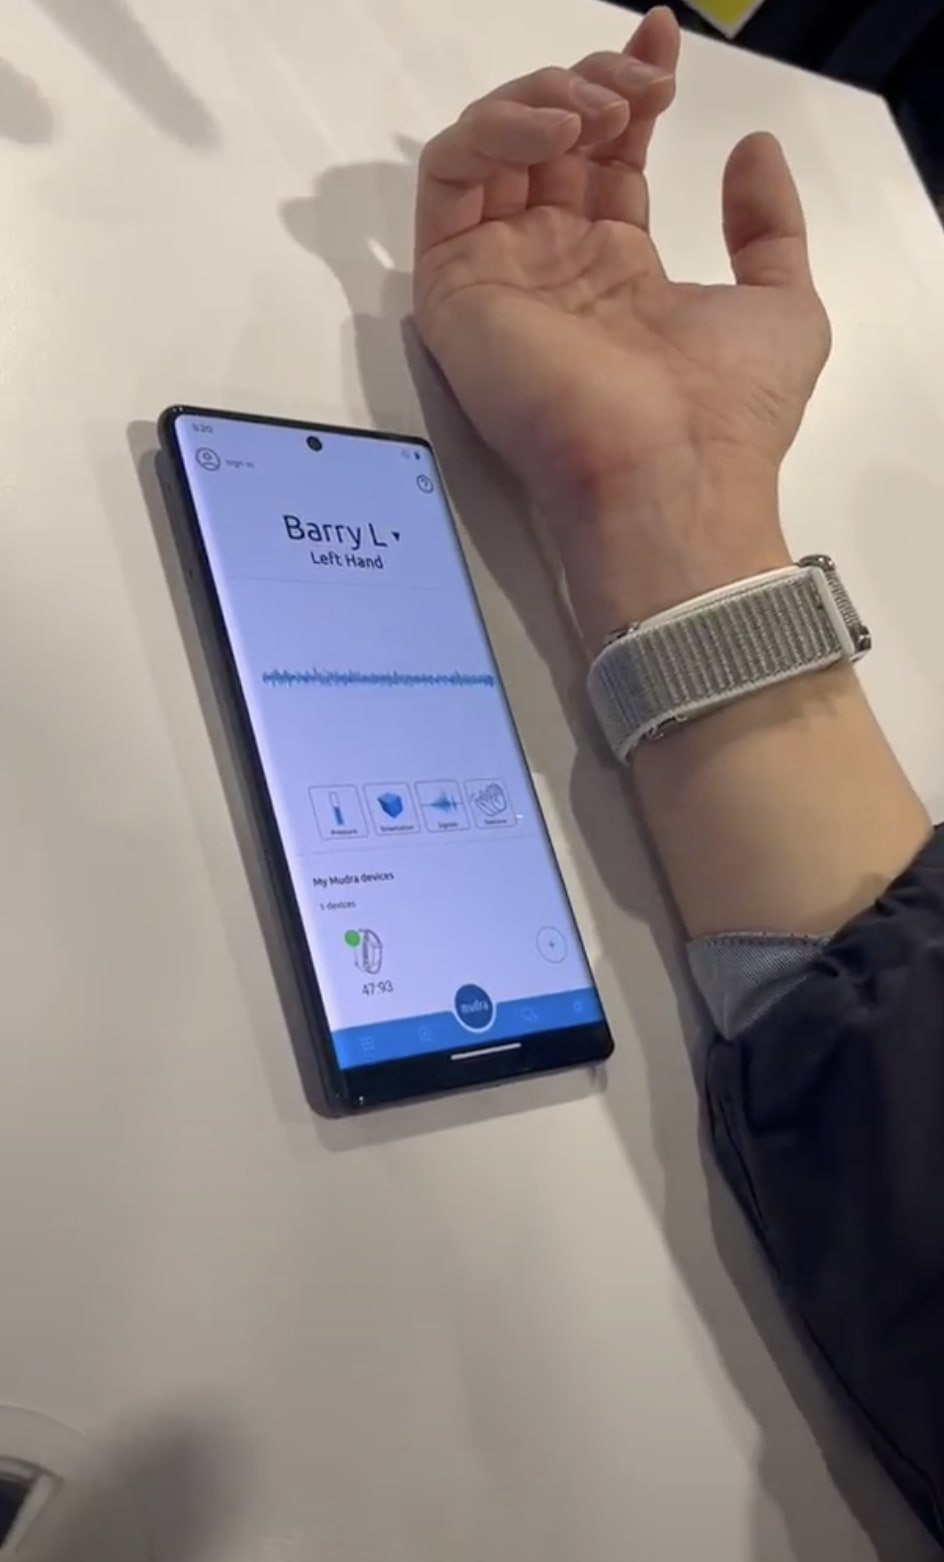 5:20
sign in
Barry L
Left Hand
Pressure
Orientation
Signals
Gestures
My Mudra devices
1 devices
47:93
mudra